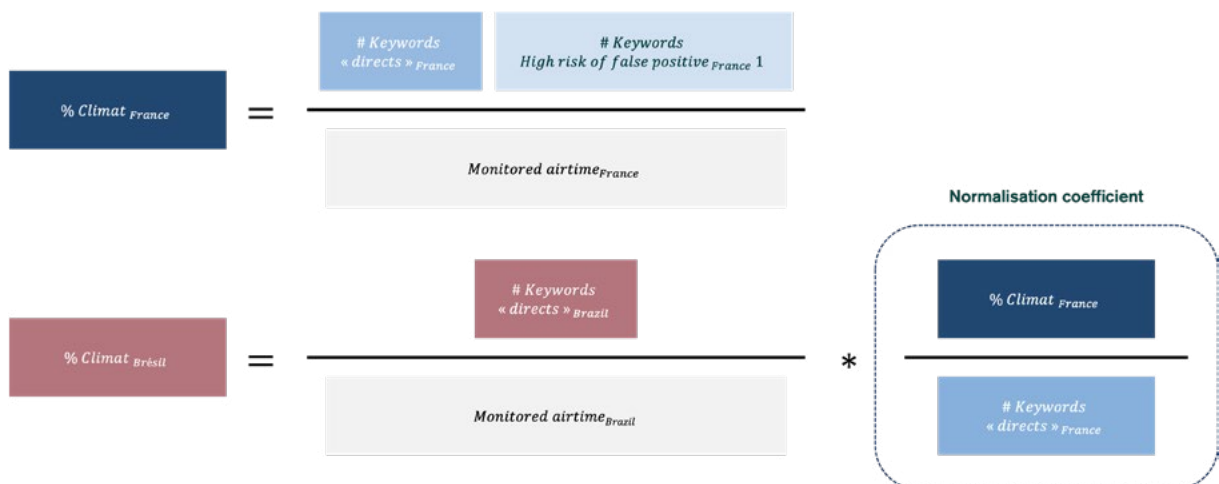 # Keywords
« directs » France
# Keywords
High risk of false positive France 1
% Climat France
=
Monitored airtime France
Normalisation coefficient
# Keywords
« directs » Brazil
% Climat Brésil
=
Monitored airtime Brazil
*
% Climat France
# Keywords
« directs » France